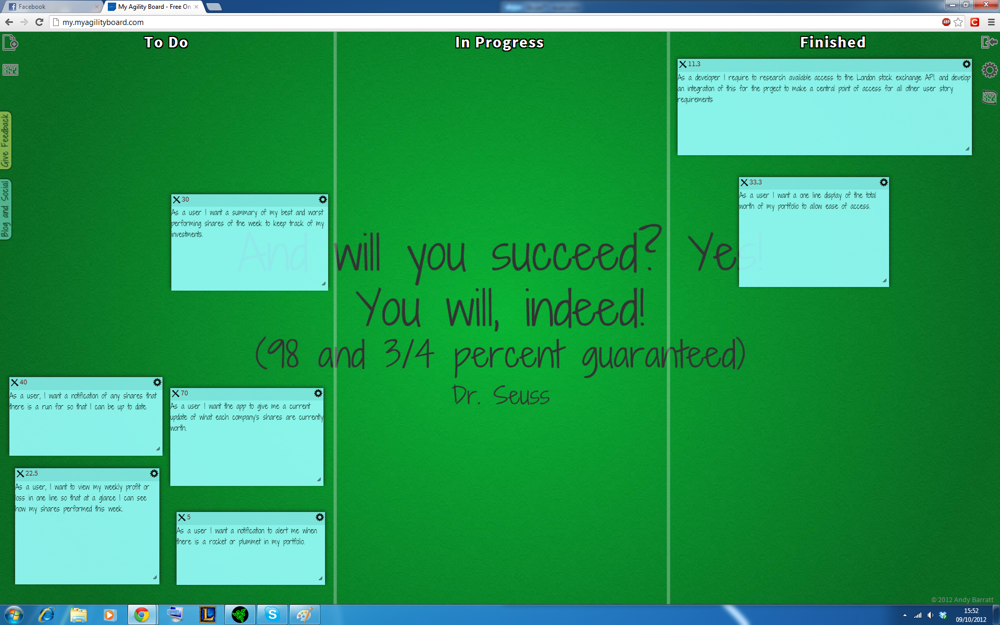 Facebook
My Agility Board - Free On
my.myagilityboard.com
ABP
To Do
In Progress
Finished
Give Feedback
Blog and Social
11.3
As a developer I require to research available access to the London stock exchange API. and develop
an integration of this for the project to make a central point of access for all other user story
requirements
33.3
As a user I want a one line display of the total
worth of my portfolio to allow ease of access.
30
As a user I want a summary of my best and worst
performing shares of the week to keep track of my
investments.
And will you succeed? Yes!
You will, indeed!
(98 and 3/4 percent guaranteed)
Dr. Seuss
40
As a user, I want a notification of any shares that
there is a run for so that I can be up to date.
70
As a user I want the app to give me a current
update of what each company's shares are currently
worth.
22.5
As a user, I want to view my weekly profit or
loss in one line so that at a glance I can see
how my shares performed this week.
5
As a user I want a notification to alert me when
there is a rocket or plummet in my portfolio.
© 2012 Andy Barratt
15:52
09/10/2012